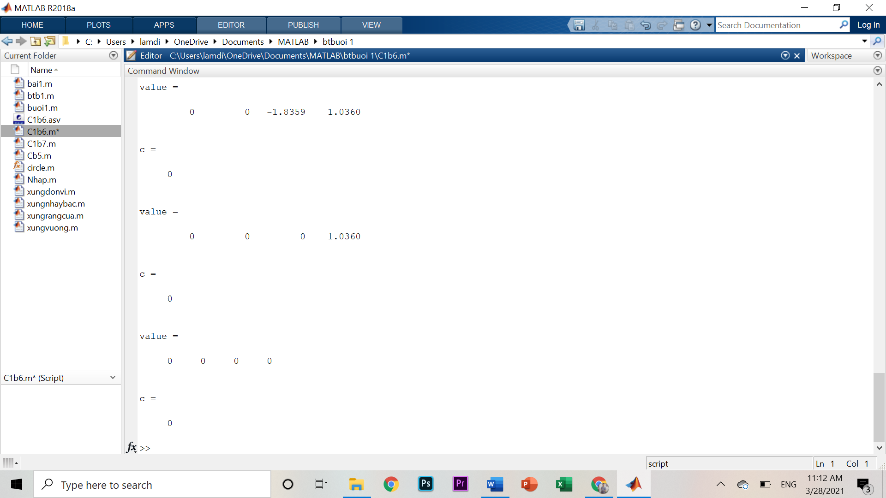 MATLAB R2018a
HOME PLOTS APPS EDITOR PUBLISH VIEW
Search Documentation Log In
C: Users lamdi OneDrive Documents MATLAB btbuoi 1
Current Folder
Editor C:\Users\lamdi\OneDrive\Documents\MATLAB\btbuoi 1\C1b6.m*
Workspace
Name
Command Window
bai1.m
btb1.m
buoi1.m
C1b6.asv
C1b6.m*
C1b7.m
Cb5.m
circle.m
Nhap.m
xungdonvi.m
xungnhaybac.m
xungrangcua.m
xungvuong.m
C1b6.m* (Script)
value =
0 0 -1.8359 1.0360
c =
0
value =
0 0 0 1.0360
c =
0
value =
0 0 0 0
c =
0
fx >>
script Ln 1 Col 1
Type here to search
ENG
11:12 AM
3/28/2021
3